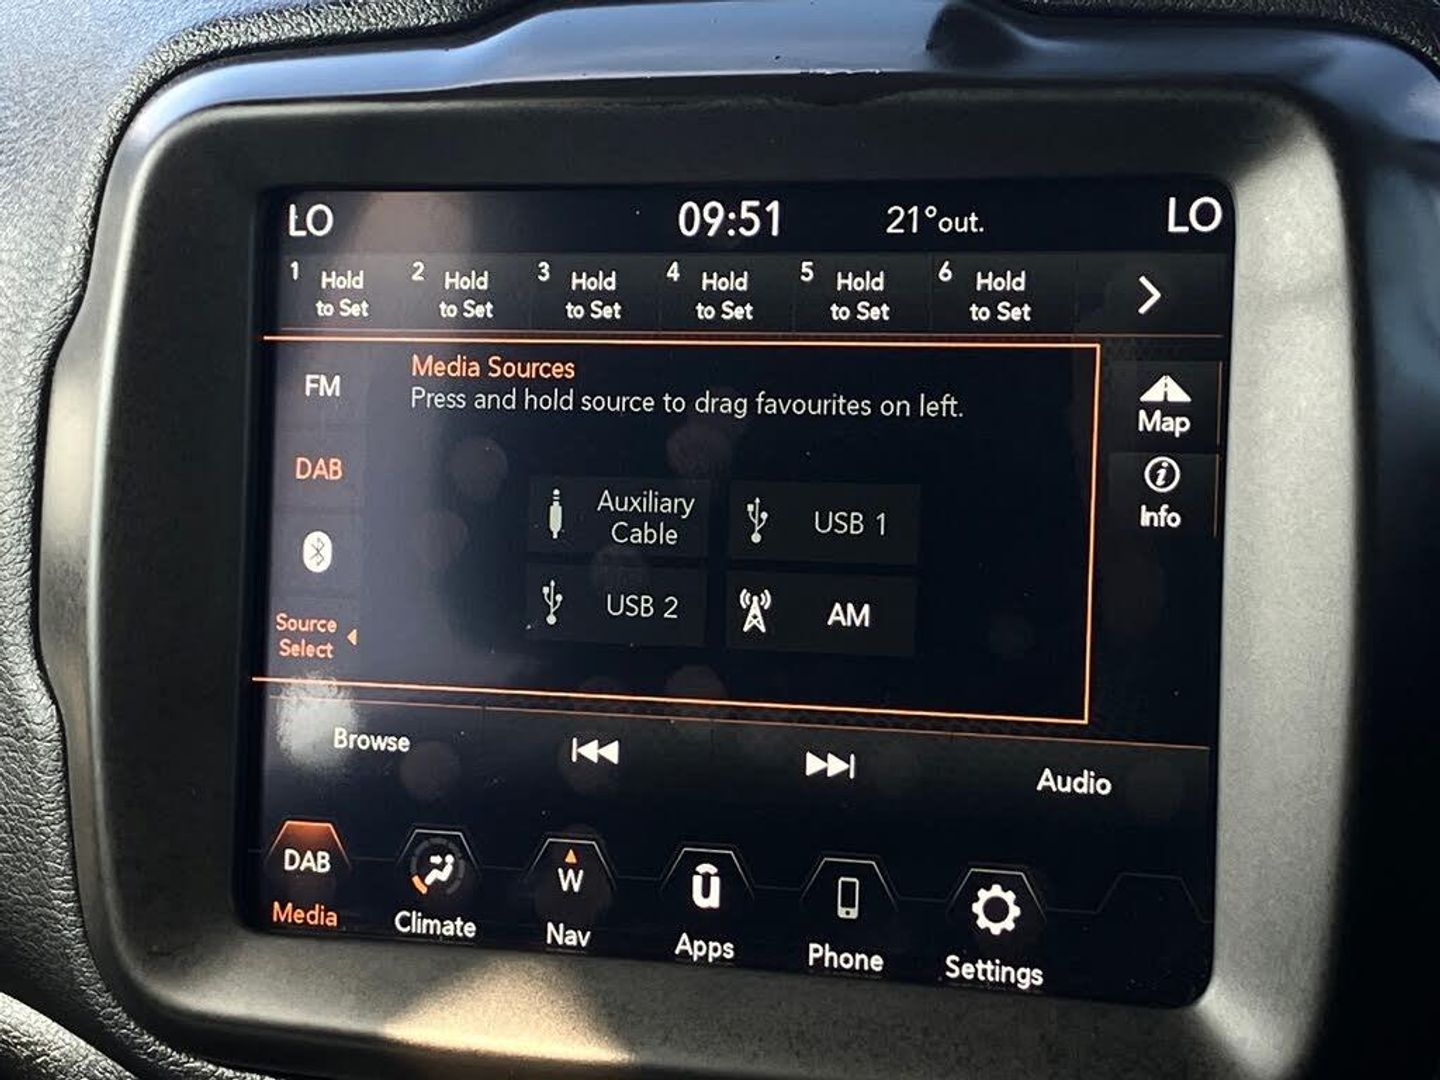 LO 09:51 21°out. LO
1 Hold to Set 2 Hold to Set 3 Hold to Set 4 Hold to Set 5 Hold to Set 6 Hold to Set
Media Sources
Press and hold source to drag favourites on left.
FM
DAB
Source
Select
Auxiliary
Cable
USB 1
USB 2
AM
Map
Info
Browse
Audio
DAB
Media
Climate
W
Nav
Apps
Phone
Settings